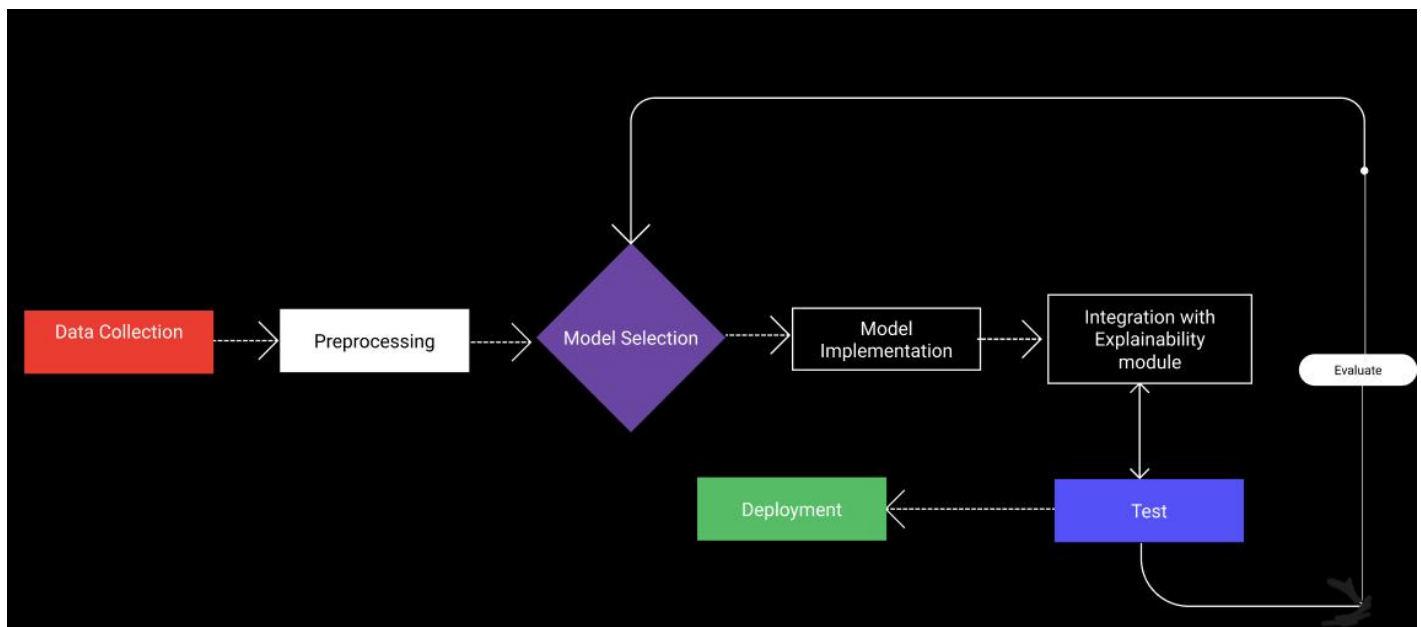 Data Collection
Preprocessing
Model Selection
Model
Implementation
Integration with
Explainability
module
Evaluate
Deployment
Test